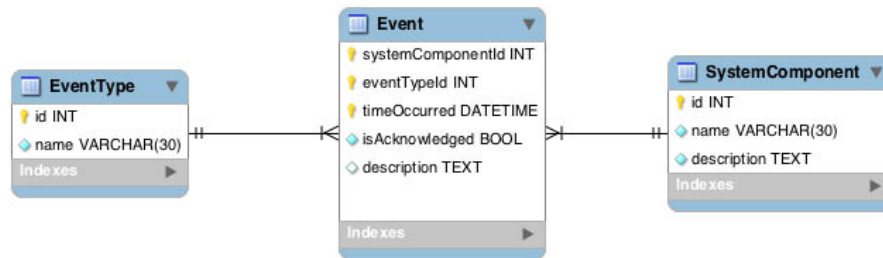 EventType
id INT
name VARCHAR(30)
Indexes
Event
systemComponentId INT
eventTypeId INT
timeOccurred DATETIME
isAcknowledged BOOL
description TEXT
Indexes
SystemComponent
id INT
name VARCHAR(30)
description TEXT
Indexes